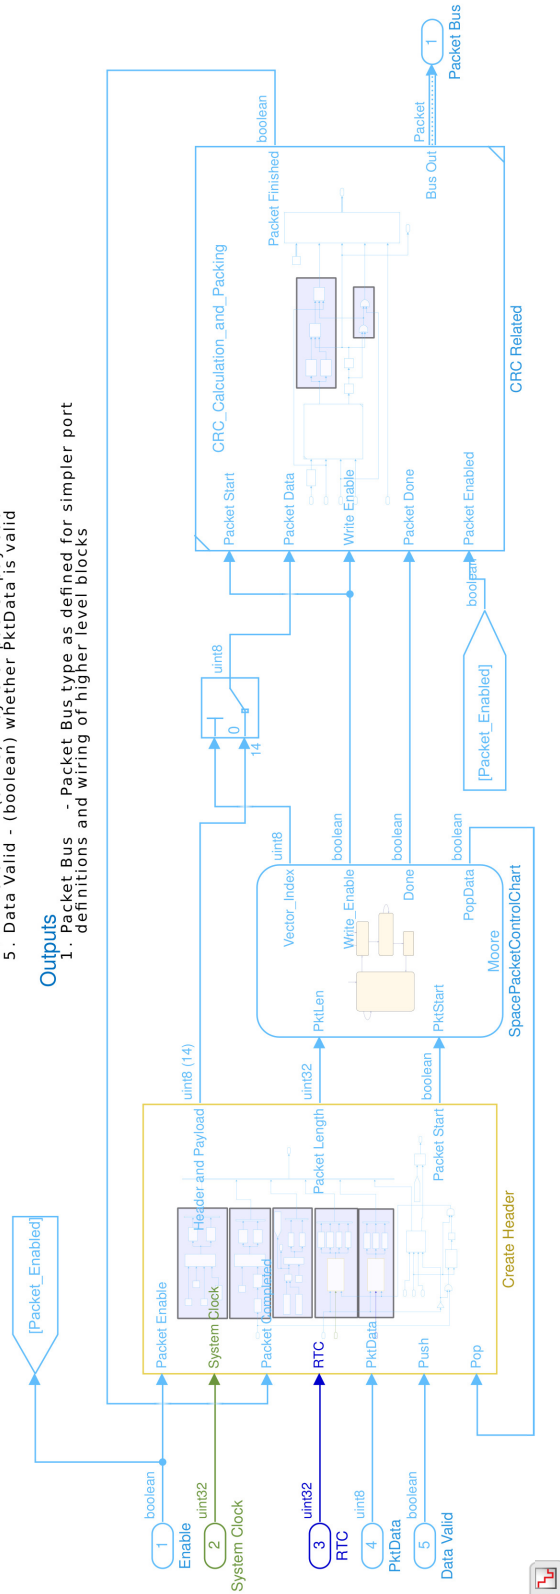 5. Data Valid - (boolean) whether PktData is valid
Outputs
1. Packet Bus - Packet Bus type as defined for simpler port
definitions and wiring of higher level blocks
[Packet_Enabled]
boolean
1
Enable
uint32
2
System Clock
uint32
3
RTC
uint8
4
PktData
boolean
5
Data Valid
Packet Enable
System Clock
Packet Completed
RTC
PktData
Push
Pop
Header and Payload
Packet Length
Packet Start
Create Header
uint8 (14)
uint32
boolean
PktLen
PktStart
Vector_Index
Write_Enable
Done
PopData
Moore
SpacePacketControlChart
uint8
boolean
boolean
boolean
0
14
uint8
[Packet_Enabled]
boolean
Packet Start
Packet Data
Write Enable
Packet Done
Packet Enabled
CRC_Calculation_and_Packing
Packet Finished
Bus Out
CRC Related
boolean
Packet
1
Packet Bus